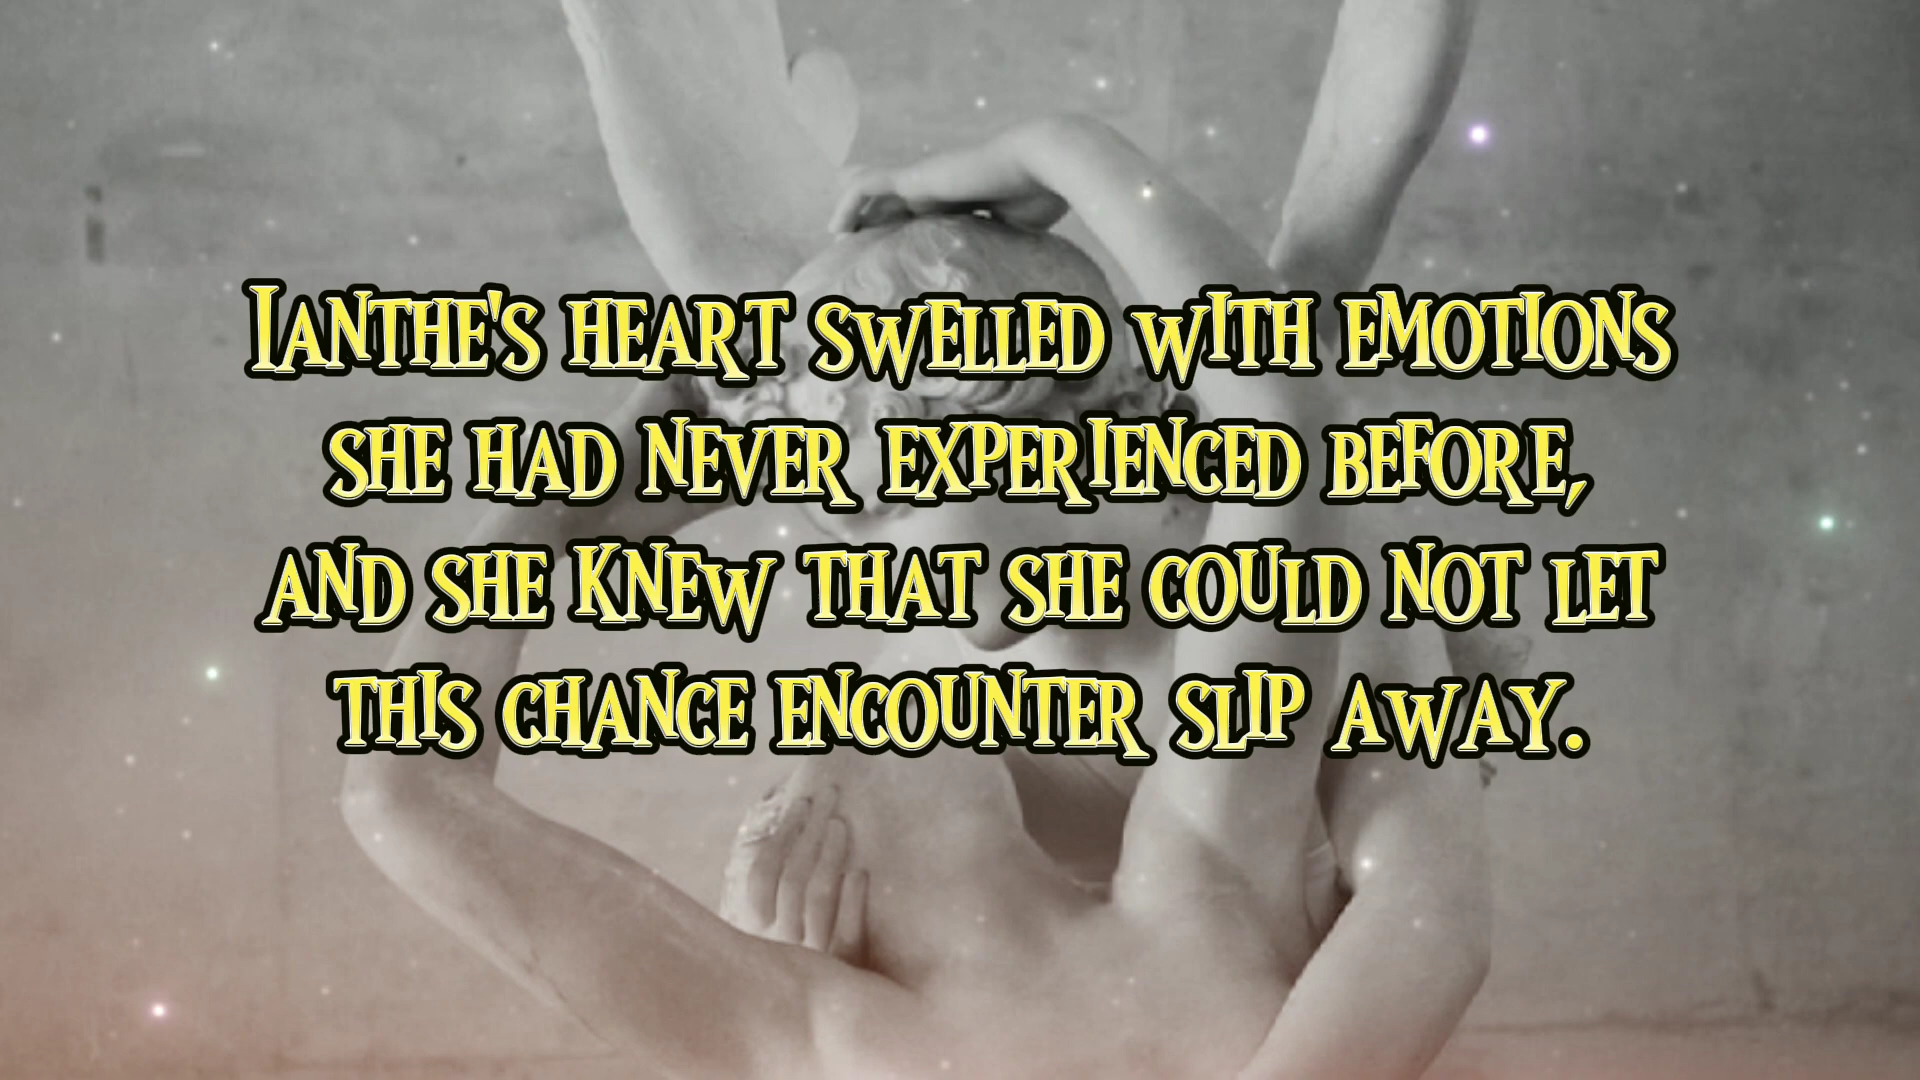 Ianthe's heart swelled with emotions
she had never experienced before,
and she knew that she could not let
this chance encounter slip away.